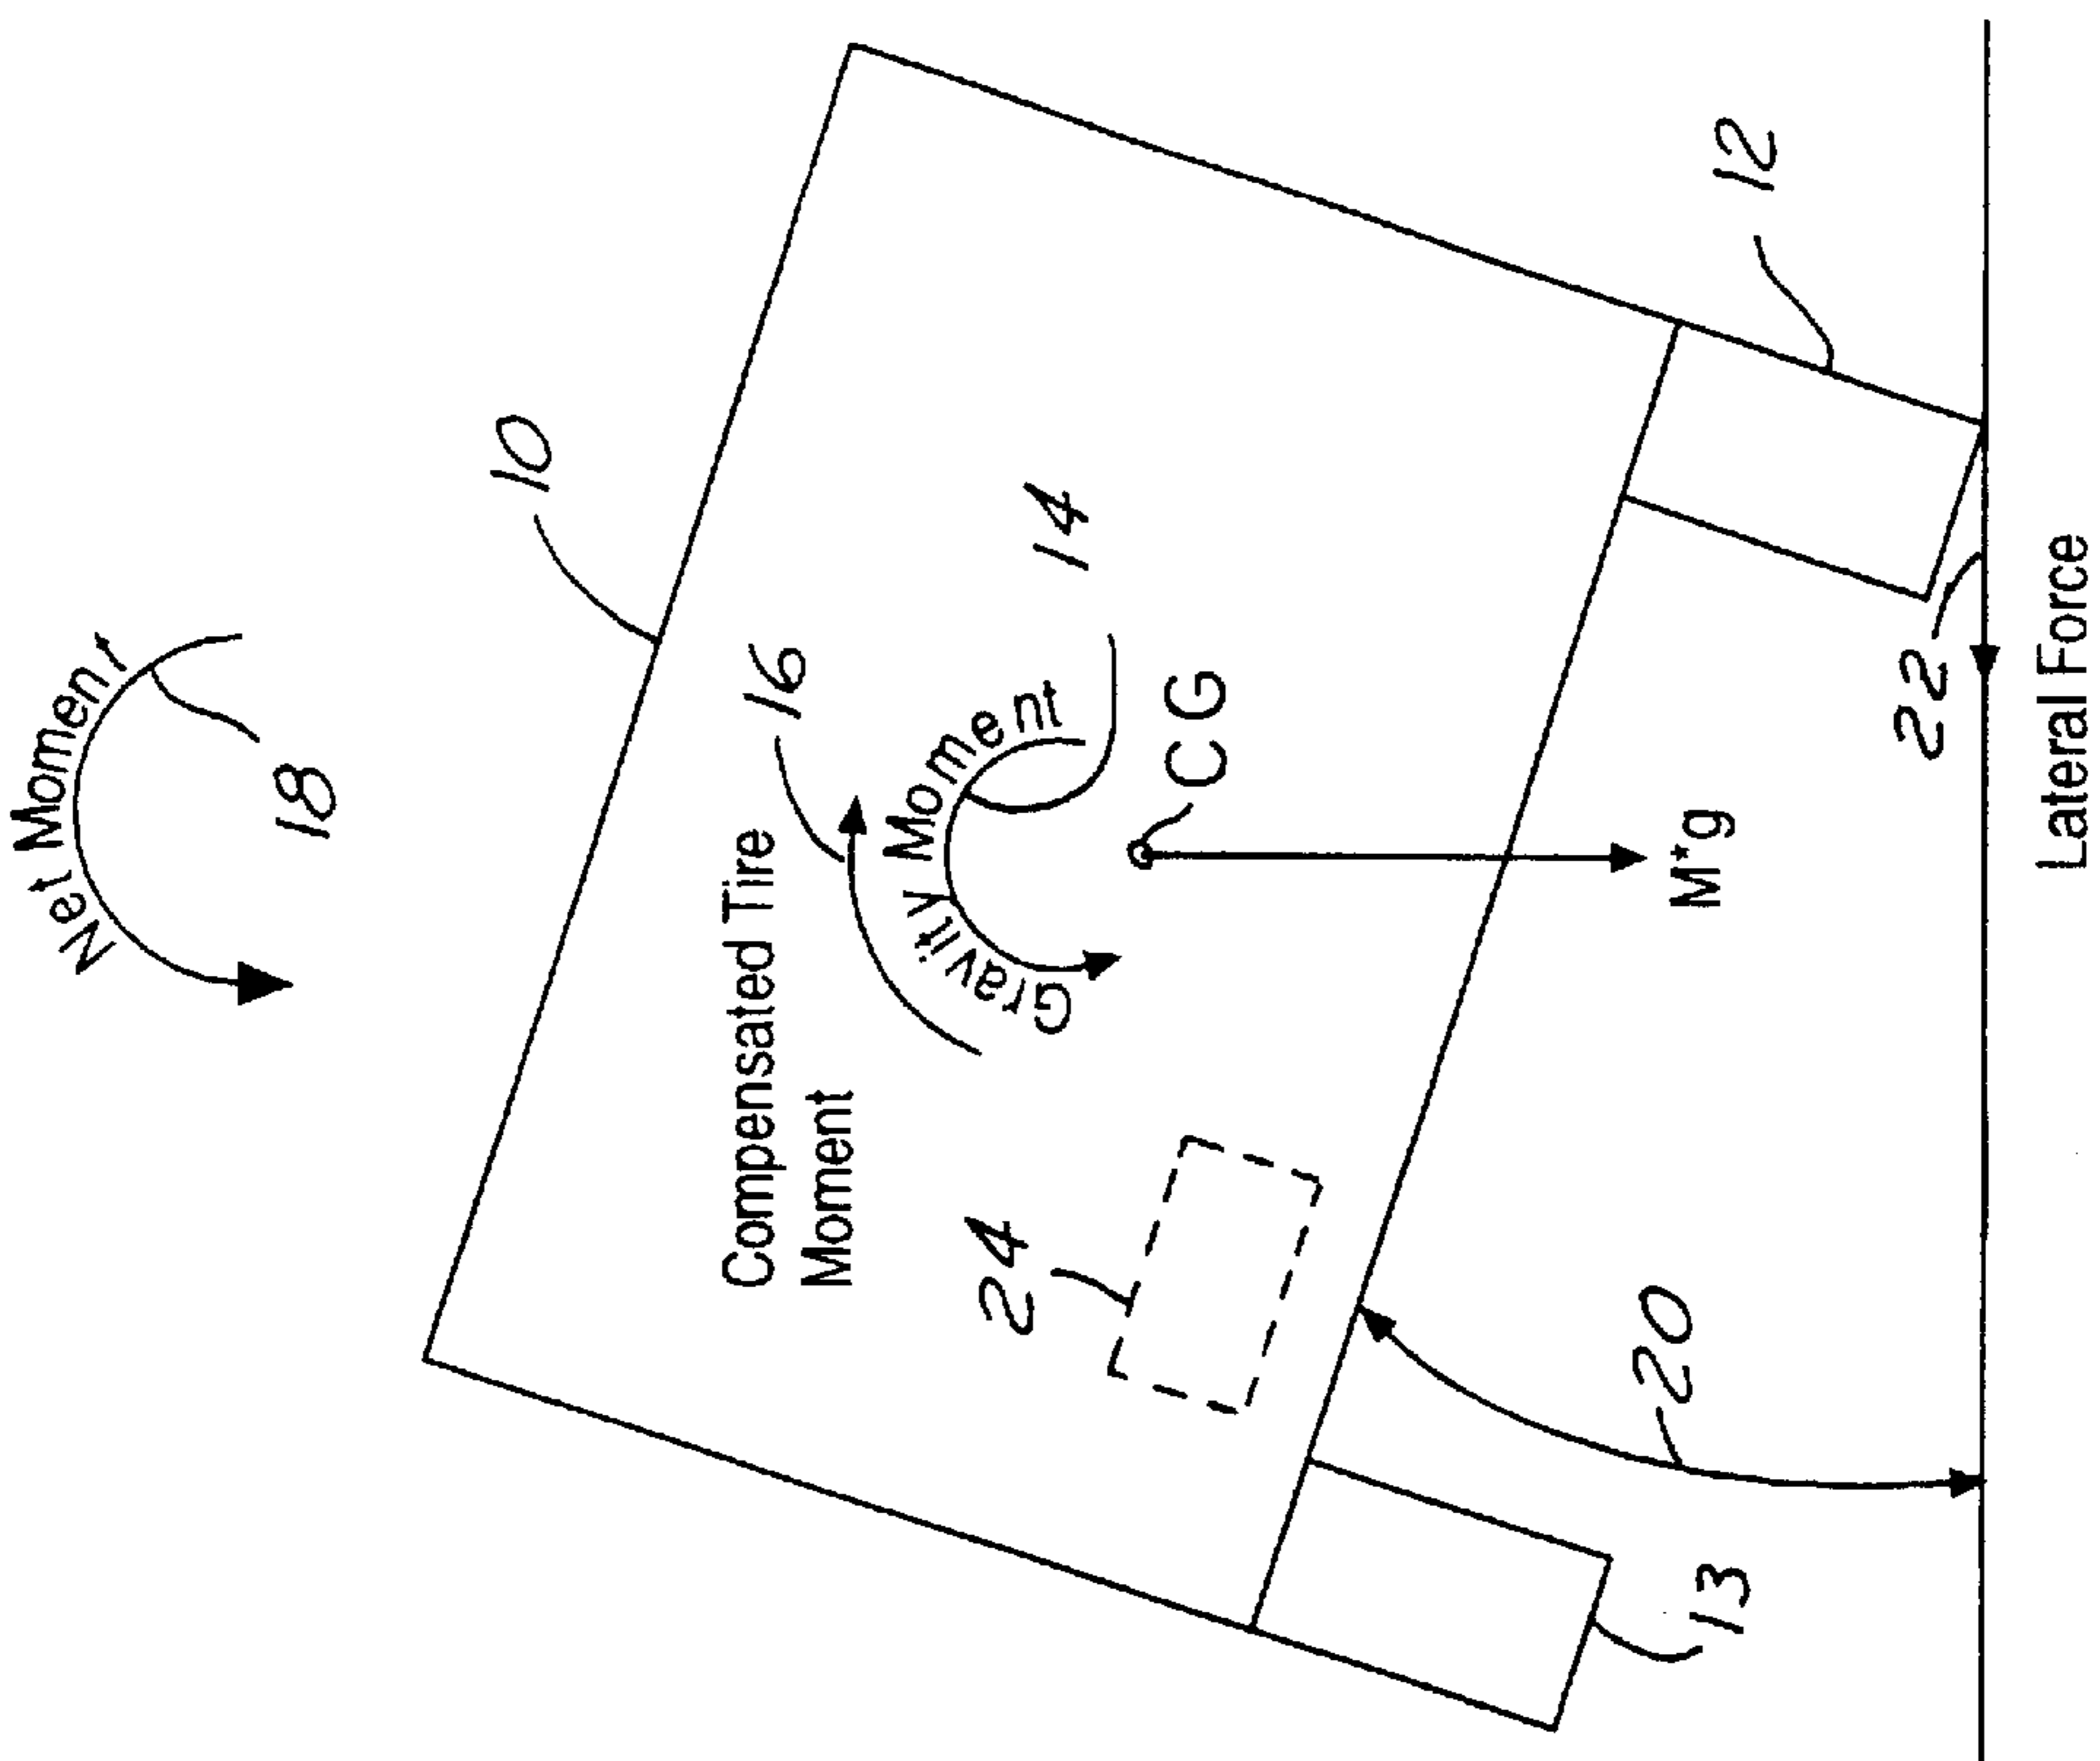 Net Moment
18
10
16
14
Compensated Tire
Moment
Gravity Moment
CG
24
12
M*g
22
20
13
Lateral Force